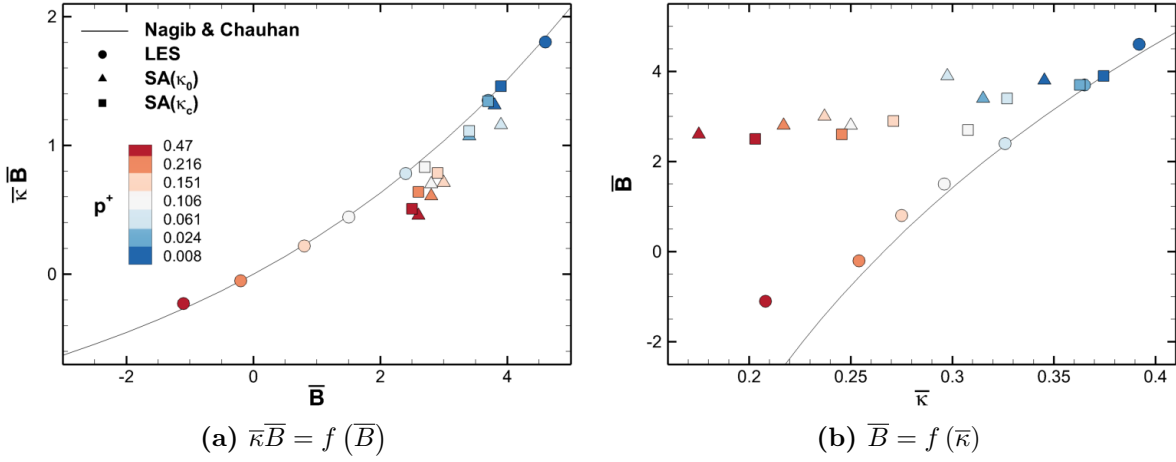 2
1
0
κ̅ B̅
-2
0
2
4
B̅
Nagib & Chauhan
LES
SA(κ₀)
SA(κ_c)
p⁺
0.47
0.216
0.151
0.106
0.061
0.024
0.008
(a) κ̅B̅ = f (B̅)
4
2
0
-2
B̅
0.2
0.25
0.3
0.35
0.4
κ̅
(b) B̅ = f (κ̅)